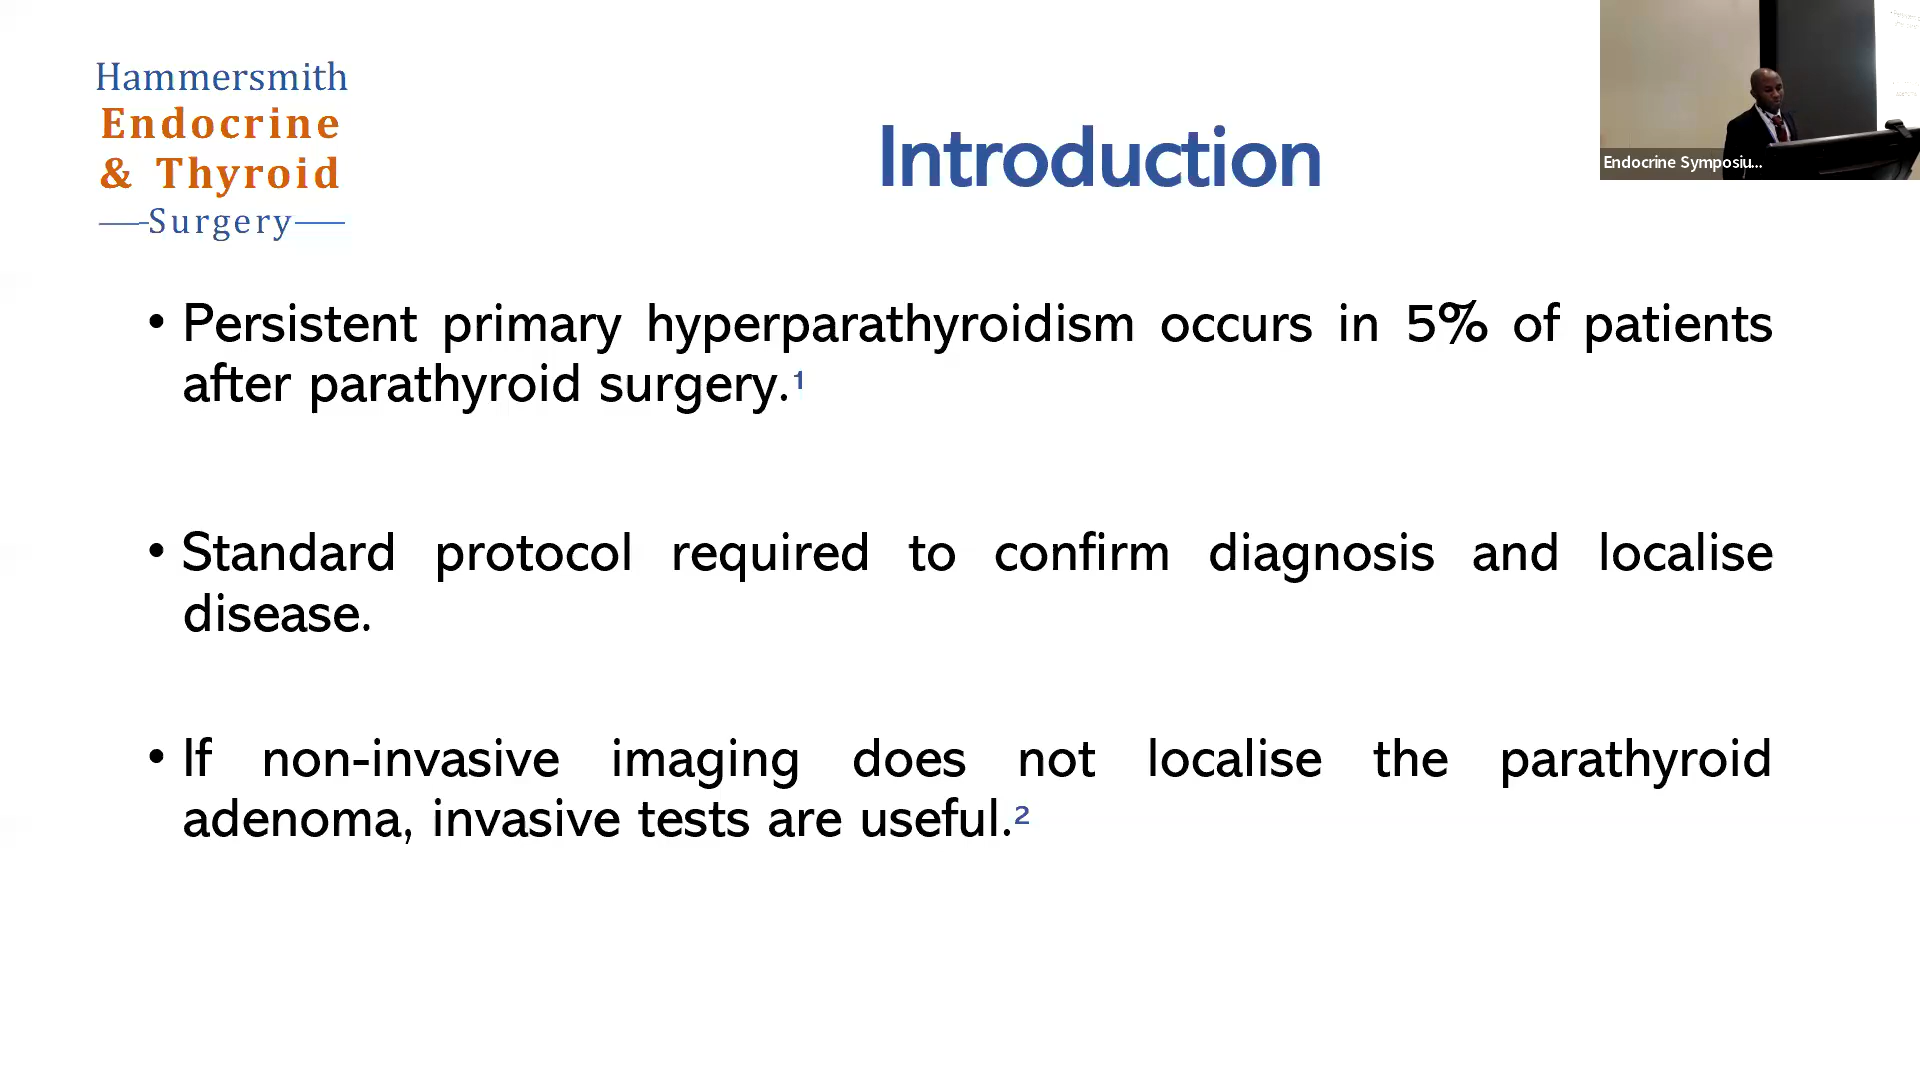 Hammersmith
Endocrine
& Thyroid
Surgery
Introduction
Endocrine Symposiu...
• Persistent primary hyperparathyroidism occurs in 5% of patients
after parathyroid surgery.¹
• Standard protocol required to confirm diagnosis and localise
disease.
• If non-invasive imaging does not localise the parathyroid
adenoma, invasive tests are useful.²